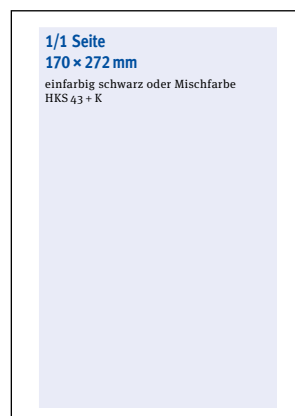 1/1 Seite
170 × 272 mm
einfarbig schwarz oder Mischfarbe
HKS 43 + K